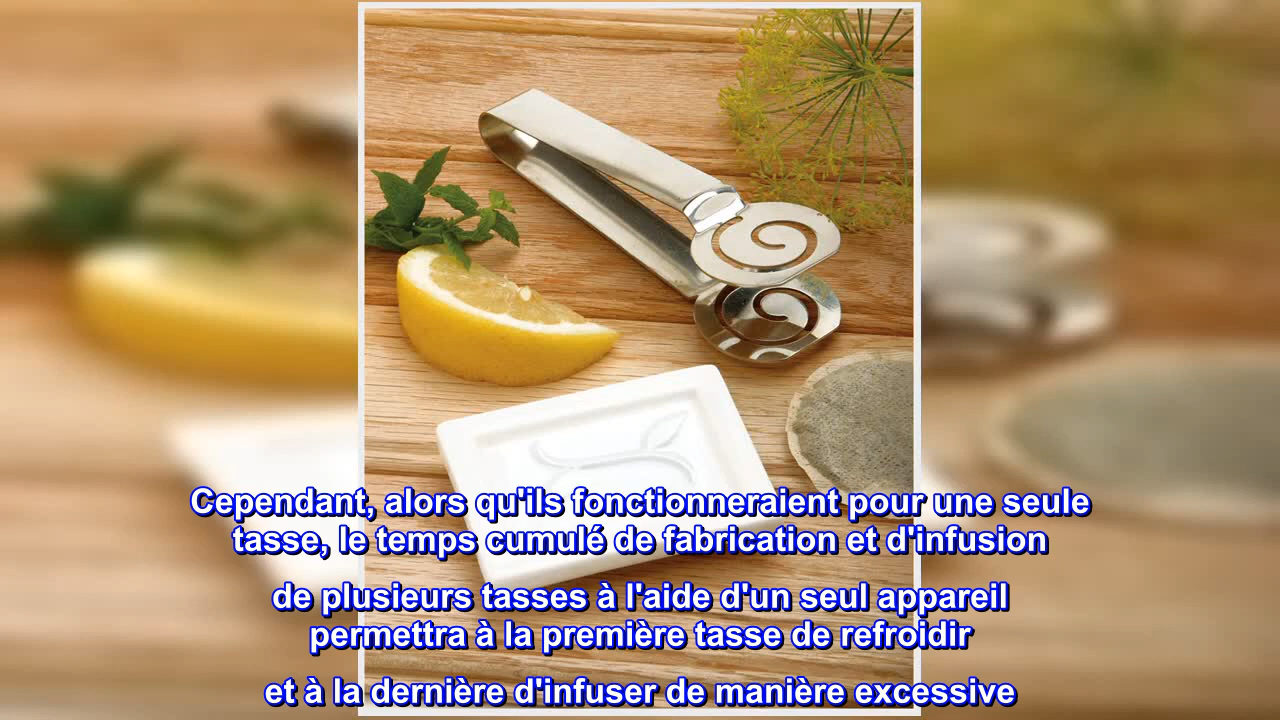 Cependant, alors qu'ils fonctionneraient pour une seule
tasse, le temps cumulé de fabrication et d'infusion
de plusieurs tasses à l'aide d'un seul appareil
permettra à la première tasse de refroidir
et à la dernière d'infuser de manière excessive